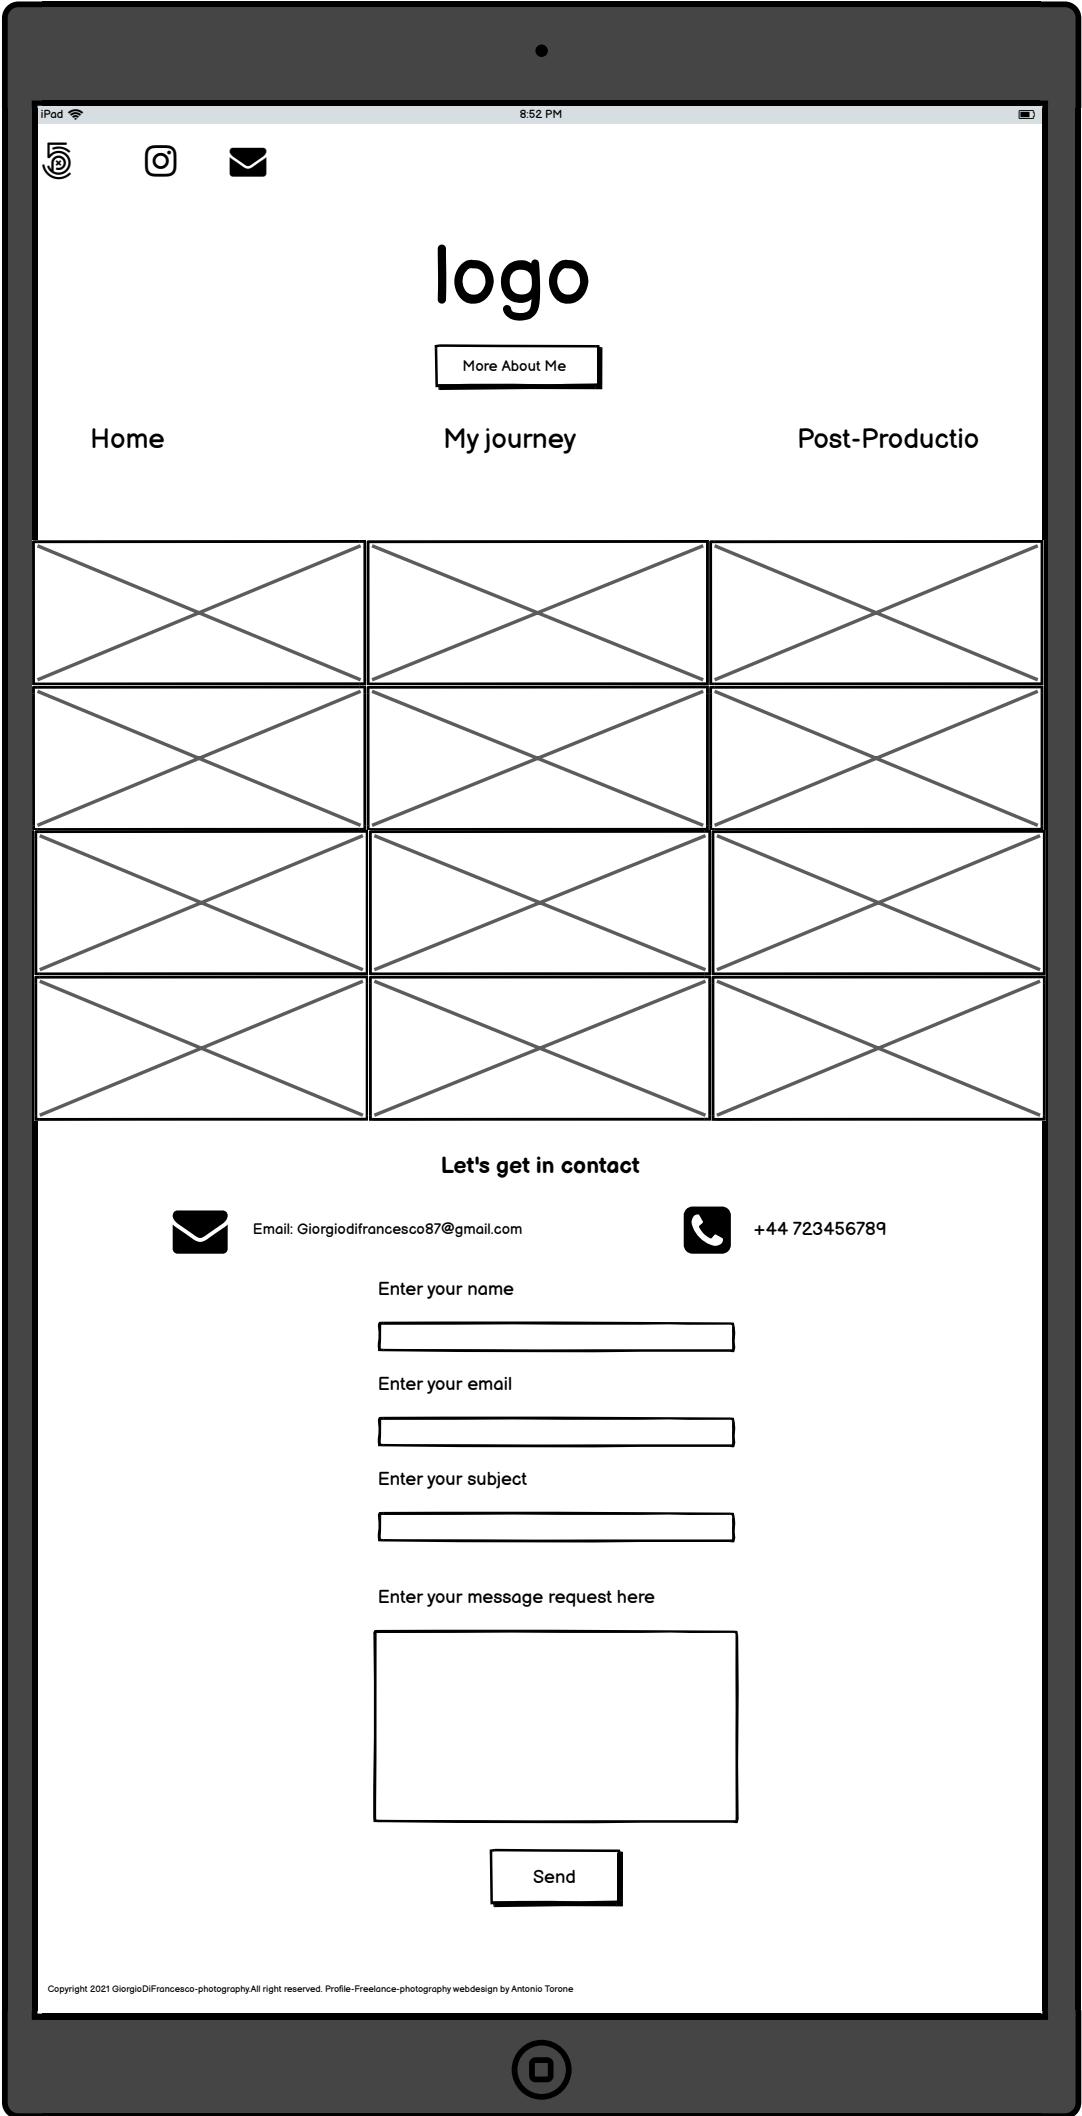 iPad 8:52 PM
logo
More About Me
Home My journey Post-Productio
Let's get in contact
Email: Giorgiodifrancesco87@gmail.com +44 723456789
Enter your name
Enter your email
Enter your subject
Enter your message request here
Send
Copyright 2021 GiorgioDiFrancesco-photography.All right reserved. Profile-Freelance-photography webdesign by Antonio Torone